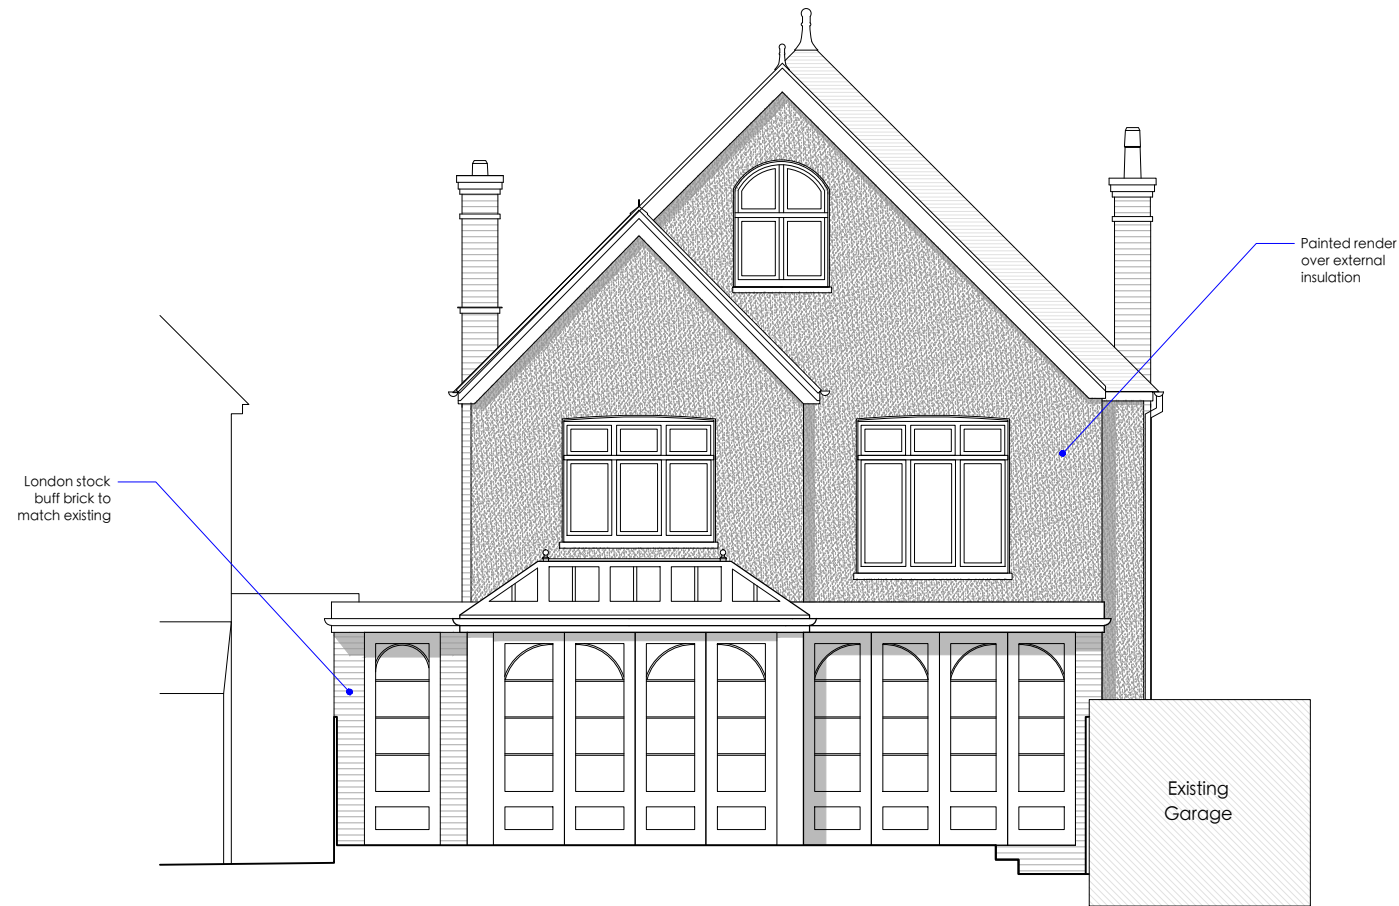 Painted render
over external
insulation
London stock
buff brick to
match existing
Existing
Garage